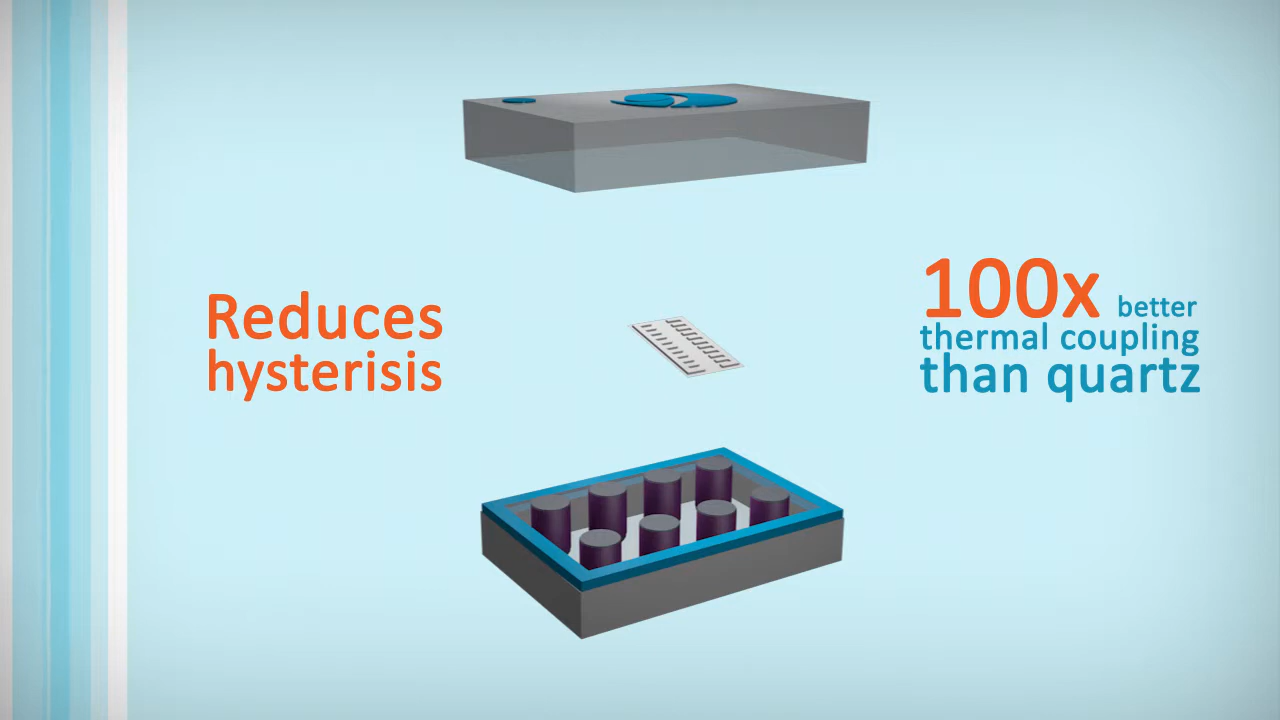 Reduces
hysterisis
100x better
thermal coupling
than quartz